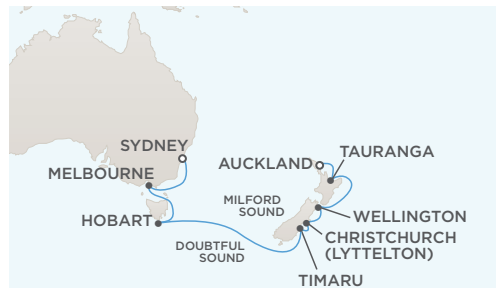 SYDNEY
MELBOURNE
HOBART
AUCKLAND
TAURANGA
MILFORD
SOUND
WELLINGTON
CHRISTCHURCH
(LYTTELTON)
DOUBTFUL
SOUND
TIMARU